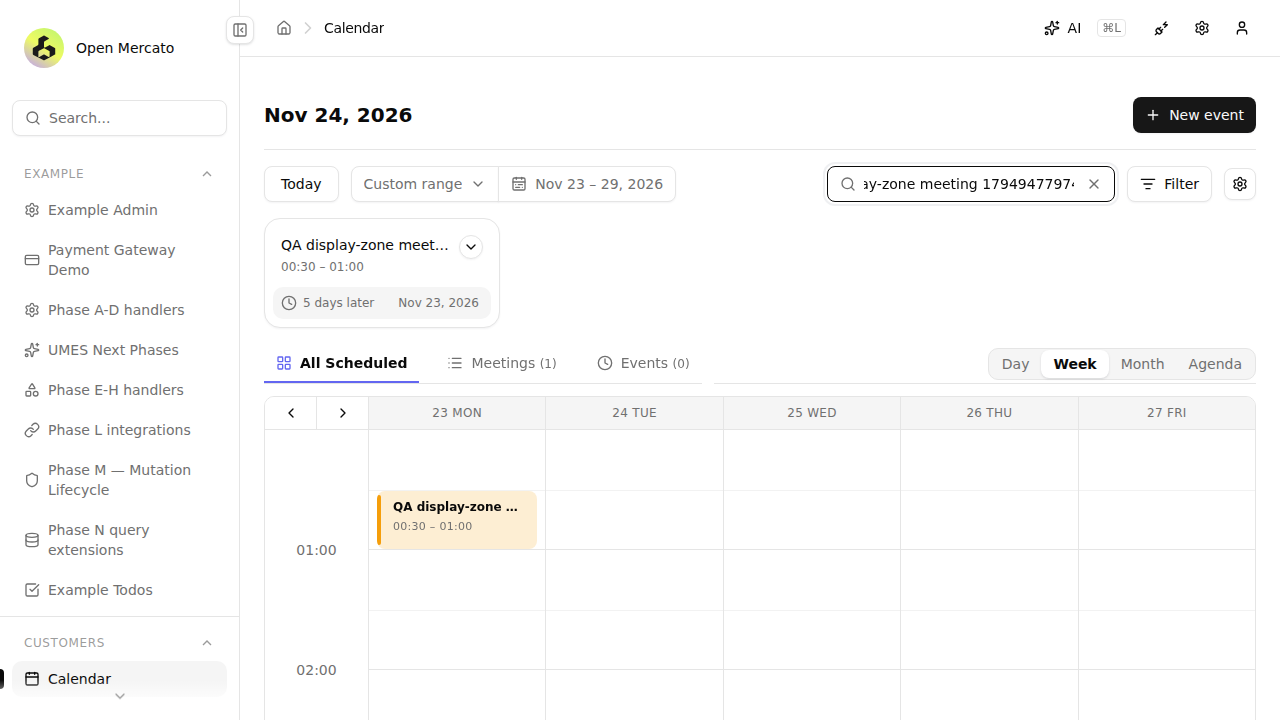 Open Mercato
Search...
EXAMPLE
Example Admin
Payment Gateway
Demo
Phase A-D handlers
UMES Next Phases
Phase E-H handlers
Phase L integrations
Phase M — Mutation
Lifecycle
Phase N query
extensions
Example Todos
CUSTOMERS
Calendar
Calendar
AI ⌘L
Nov 24, 2026
New event
Today
Custom range
Nov 23 – 29, 2026
ay-zone meeting 1794947797
Filter
QA display-zone meet...
00:30 – 01:00
5 days later Nov 23, 2026
All Scheduled
Meetings (1)
Events (0)
Day Week Month Agenda
23 MON 24 TUE 25 WED 26 THU 27 FRI
QA display-zone ...
00:30 – 01:00
01:00
02:00